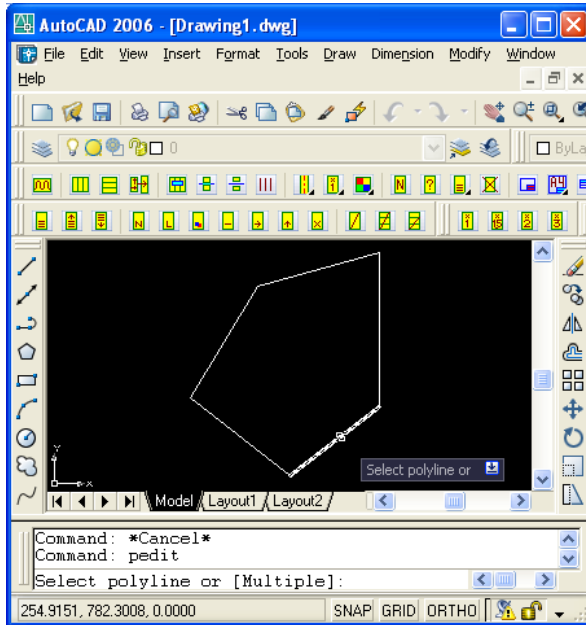 AutoCAD 2006 - [Drawing1.dwg]
File Edit View Insert Format Tools Draw Dimension Modify Window
Help
0
ByLa
Y
X
Select polyline or
Model Layout1 Layout2
Command: *Cancel*
Command: pedit
Select polyline or [Multiple]:
254.9151, 782.3008, 0.0000 SNAP GRID ORTHO